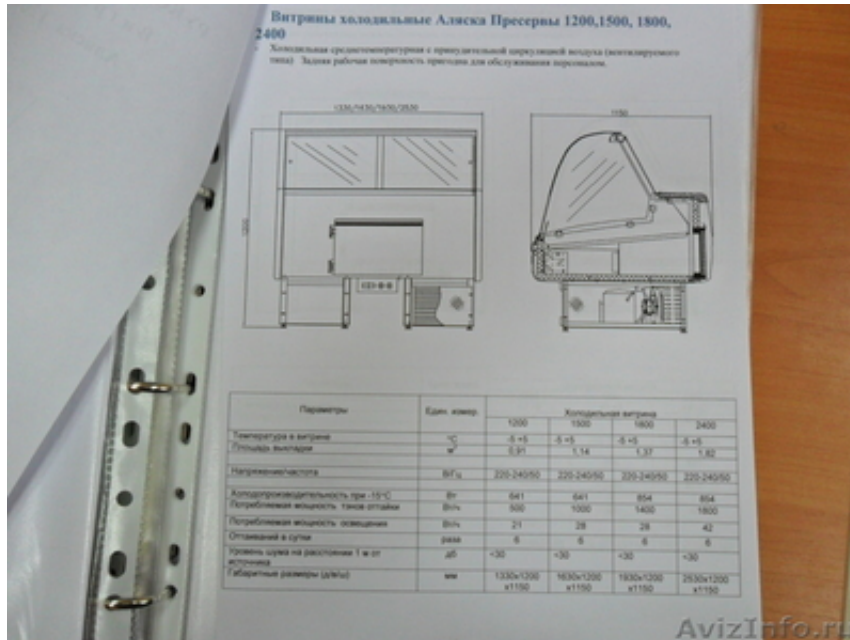 Витрины холодильные Аляска Пресервы 1200,1500, 1800,
2400
Холодильная среднетемпературная с принудительной циркуляцией воздуха (вентилируемого
типа) Задняя рабочая поверхность пригодна для обслуживания персоналом.
1150
1200
Параметры Един. измер. Холодильная витрина
1200 1500 1800 2400
Температура в витрине °С -5 +5 -5 +5 -5 +5 -5 +5
Площадь выкладки м² 0,91 1,14 1,37 1,82
Напряжение/частота В/Гц 220-240/50 220-240/50 220-240/50 220-240/50
Холодопроизводительность при -15°С Вт 641 641 854 854
Потребляемая мощность тэнов оттайки Вт/ч 500 1000 1400 1800
Потребляемая мощность освещения Вт/ч 21 28 28 42
Оттаиваний в сутки раза 6 6 6 6
Уровень шума на расстоянии 1 м от
источника дб <30 <30 <30 <30
Габаритные размеры (д/в/ш) мм 1330х1200 1630х1200 1930х1200 2530х1200
х1150 х1150 х1150 х1150
AvizInfo.ru